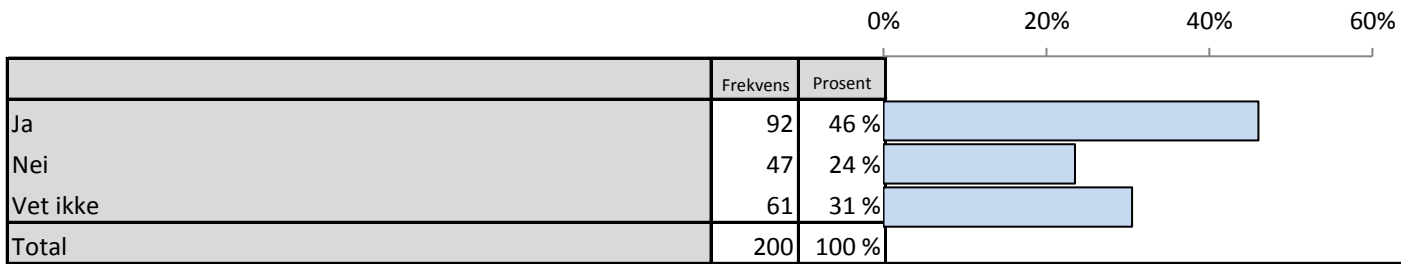 0% 20% 40% 60%
Frekvens Prosent
Ja 92 46 %
Nei 47 24 %
Vet ikke 61 31 %
Total 200 100 %